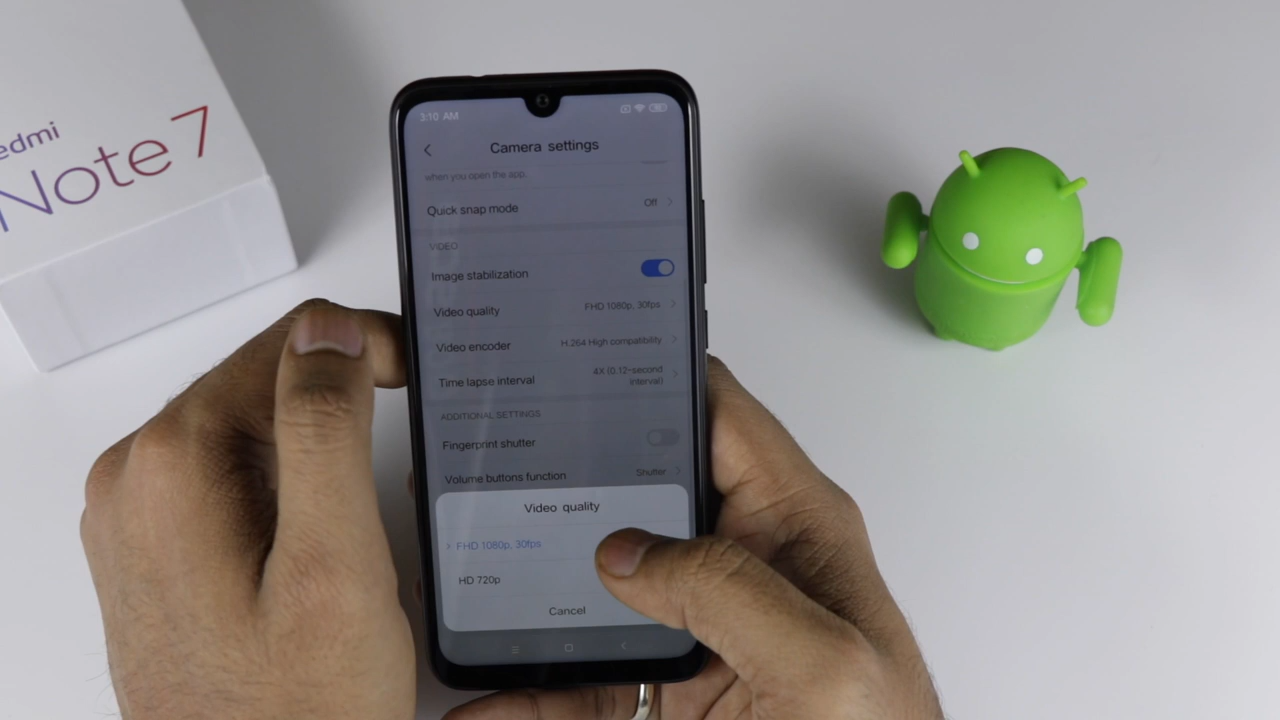 edmi
Note 7
3:10 AM
Camera settings
when you open the app.
Quick snap mode
Off
VIDEO
Image stabilization
Video quality
FHD 1080p, 30fps
Video encoder
H.264 High compatibility
Time lapse interval
4X (0.12-second
interval)
ADDITIONAL SETTINGS
Fingerprint shutter
Volume buttons function
Shutter
Video quality
FHD 1080p, 30fps
HD 720p
Cancel